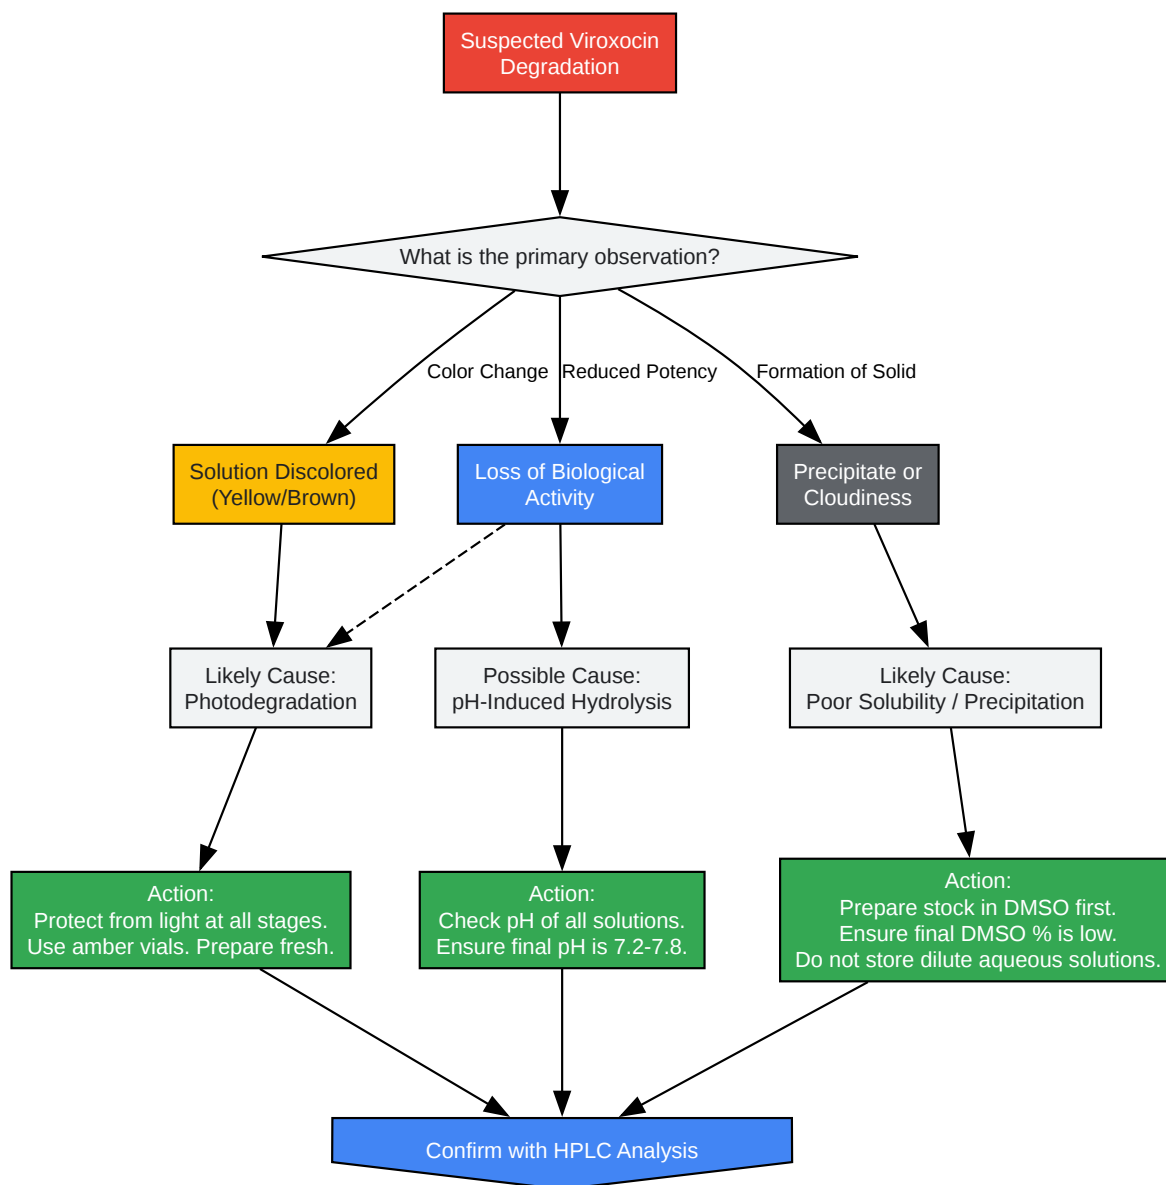 Suspected Viroxocin
Degradation
What is the primary observation?
Color Change
Reduced Potency
Formation of Solid
Solution Discolored
(Yellow/Brown)
Loss of Biological
Activity
Precipitate or
Cloudiness
Likely Cause:
Photodegradation
Possible Cause:
pH-Induced Hydrolysis
Likely Cause:
Poor Solubility / Precipitation
Action:
Protect from light at all stages.
Use amber vials. Prepare fresh.
Action:
Check pH of all solutions.
Ensure final pH is 7.2-7.8.
Action:
Prepare stock in DMSO first.
Ensure final DMSO % is low.
Do not store dilute aqueous solutions.
Confirm with HPLC Analysis